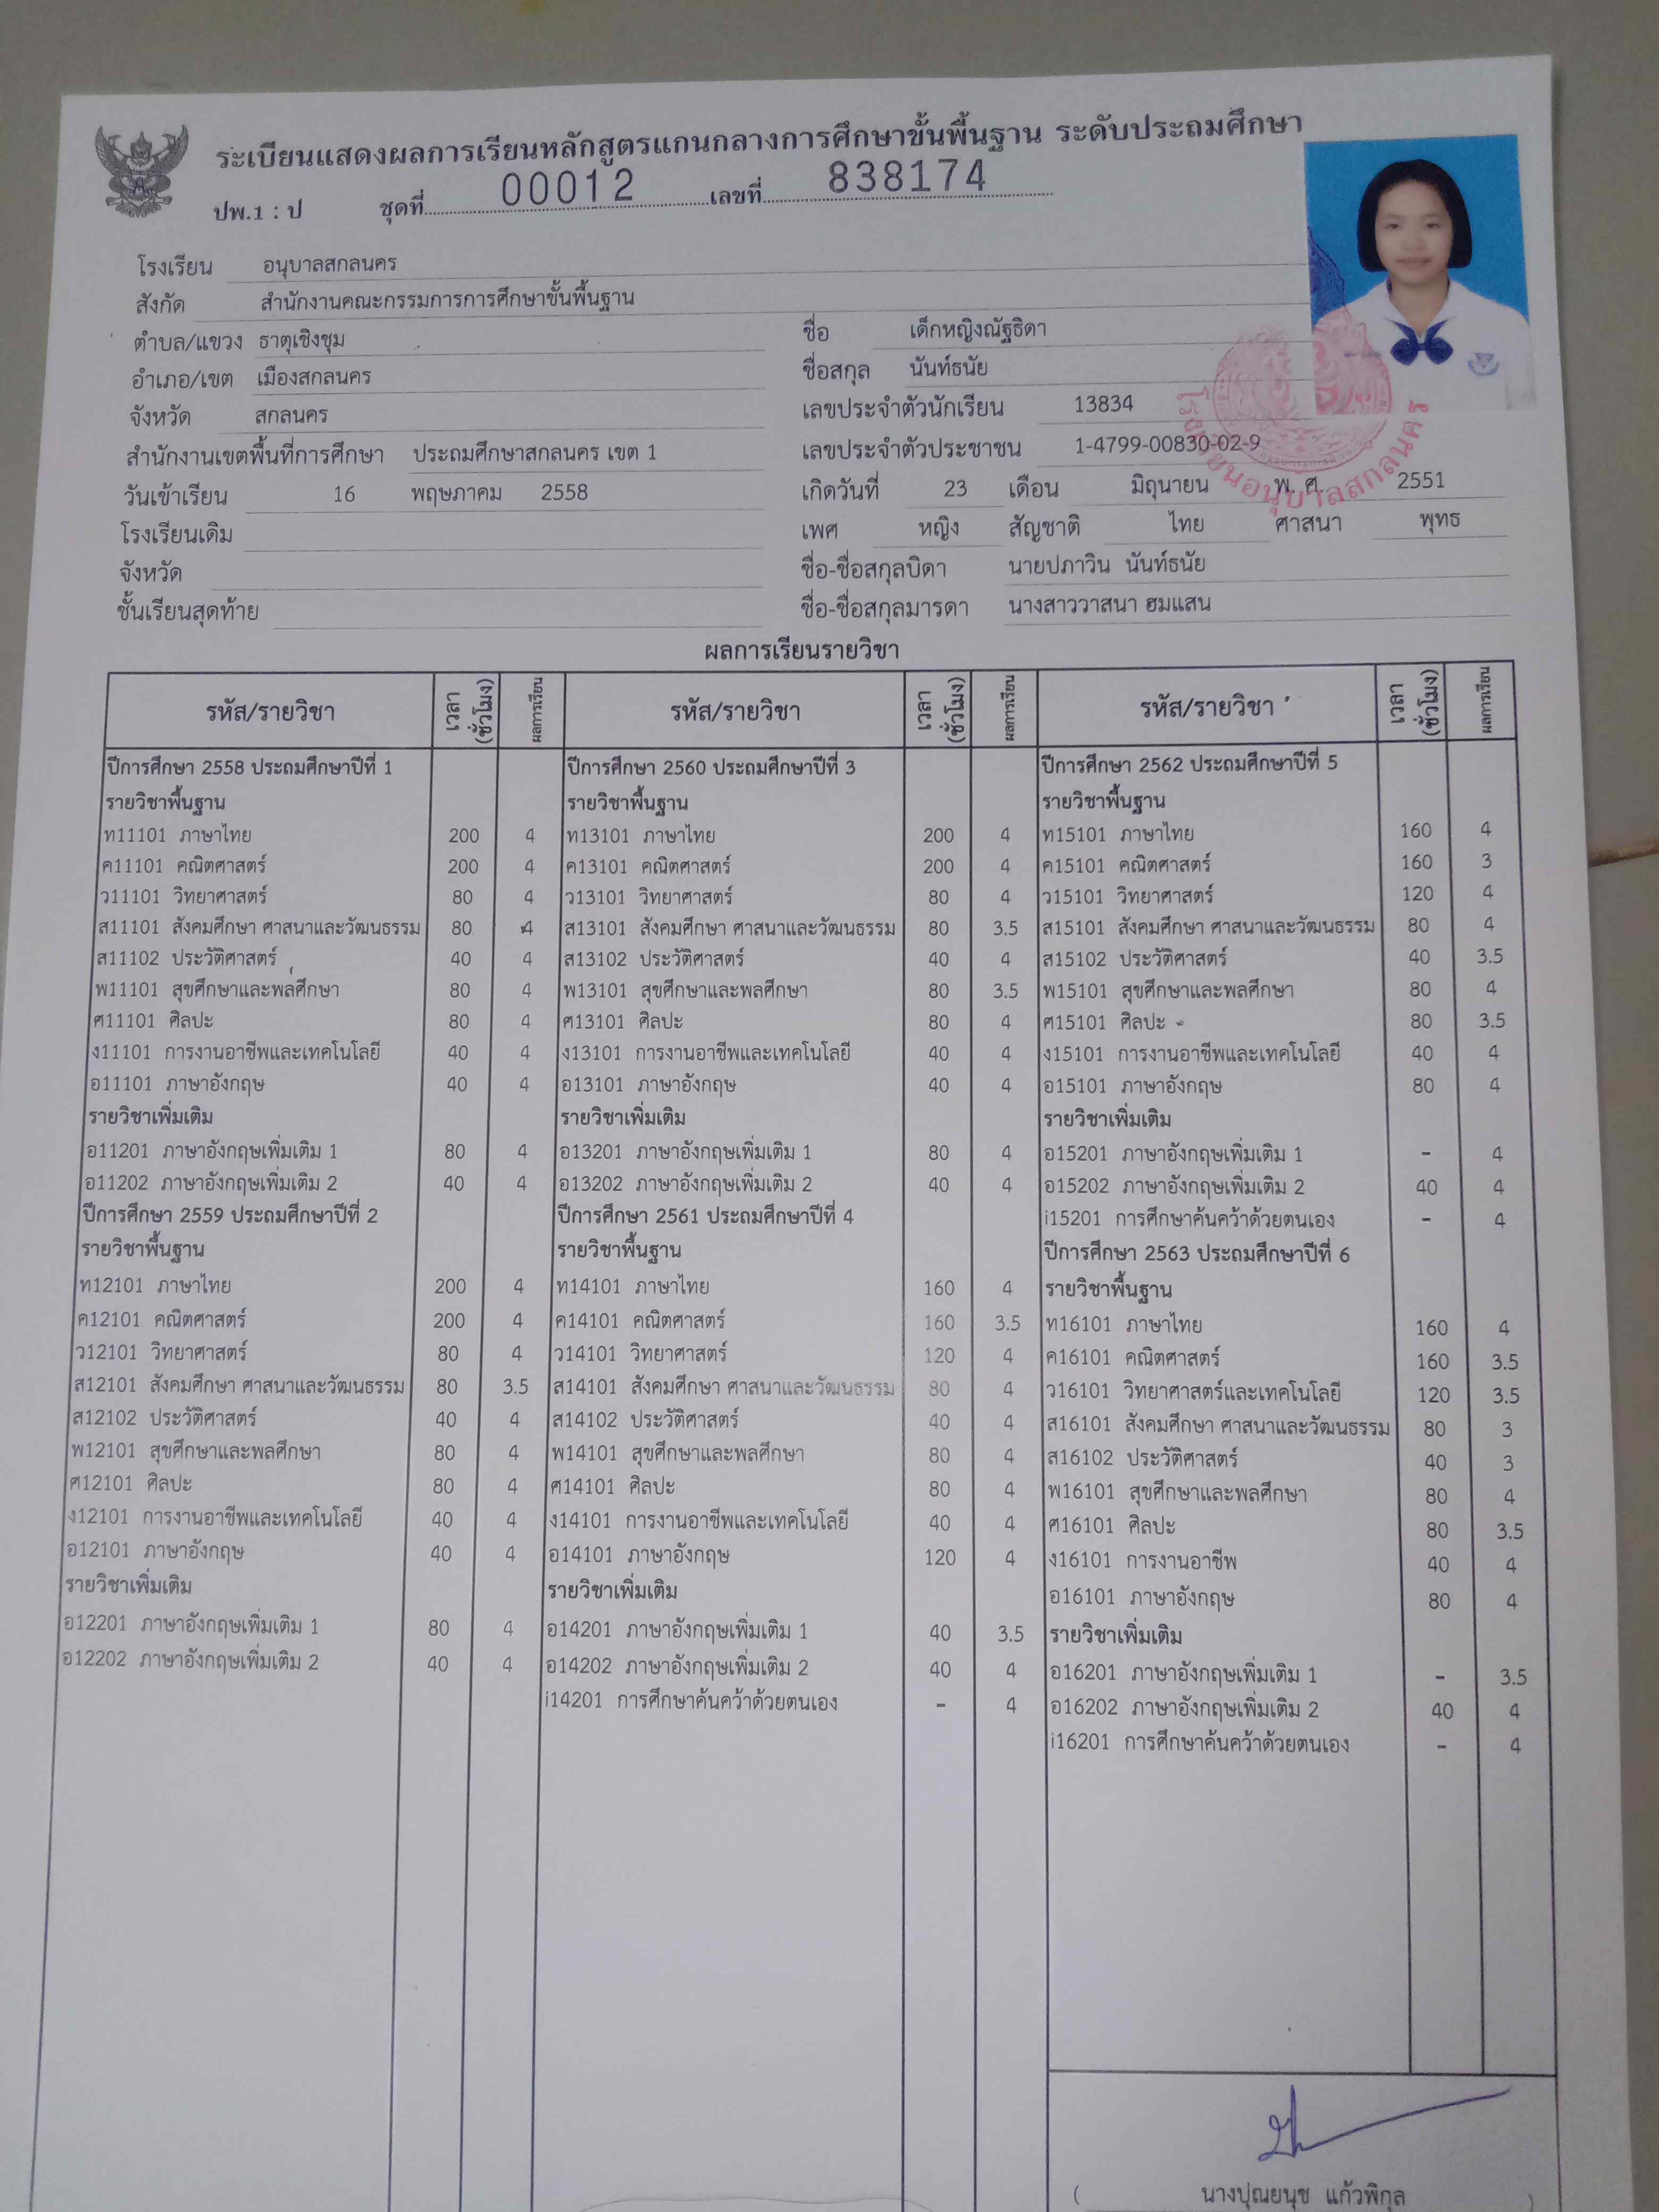 ระเบียนแสดงผลการเรียนหลักสูตรแกนกลางการศึกษาขั้นพื้นฐาน ระดับประถมศึกษา
ปพ.1 : ป ชุดที่ 00012 เลขที่ 838174
โรงเรียน อนุบาลสกลนคร
สังกัด สำนักงานคณะกรรมการการศึกษาขั้นพื้นฐาน
ตำบล/แขวง ธาตุเชิงชุม
อำเภอ/เขต เมืองสกลนคร
จังหวัด สกลนคร
สำนักงานเขตพื้นที่การศึกษา ประถมศึกษาสกลนคร เขต 1
วันเข้าเรียน 16 พฤษภาคม 2558
โรงเรียนเดิม
จังหวัด
ชั้นเรียนสุดท้าย
ชื่อ เด็กหญิงณัฐธิดา
ชื่อสกุล นันท์ธนัย
เลขประจำตัวนักเรียน 13834
เลขประจำตัวประชาชน 1-4799-00830-02-9
เกิดวันที่ 23 เดือน มิถุนายน พ.ศ. 2551
เพศ หญิง สัญชาติ ไทย ศาสนา พุทธ
ชื่อ-ชื่อสกุลบิดา นายปภาวิน นันท์ธนัย
ชื่อ-ชื่อสกุลมารดา นางสาววาสนา ฮมแสน
โรงเรียนอนุบาลสกลนคร
ผลการเรียนรายวิชา
รหัส/รายวิชา เวลา (ชั่วโมง) ผลการเรียน
ปีการศึกษา 2558 ประถมศึกษาปีที่ 1
รายวิชาพื้นฐาน
ท11101 ภาษาไทย 200 4
ค11101 คณิตศาสตร์ 200 4
ว11101 วิทยาศาสตร์ 80 4
ส11101 สังคมศึกษา ศาสนาและวัฒนธรรม 80 4
ส11102 ประวัติศาสตร์ 40 4
พ11101 สุขศึกษาและพลศึกษา 80 4
ศ11101 ศิลปะ 80 4
ง11101 การงานอาชีพและเทคโนโลยี 40 4
อ11101 ภาษาอังกฤษ 40 4
รายวิชาเพิ่มเติม
อ11201 ภาษาอังกฤษเพิ่มเติม 1 80 4
อ11202 ภาษาอังกฤษเพิ่มเติม 2 40 4
ปีการศึกษา 2559 ประถมศึกษาปีที่ 2
รายวิชาพื้นฐาน
ท12101 ภาษาไทย 200 4
ค12101 คณิตศาสตร์ 200 4
ว12101 วิทยาศาสตร์ 80 4
ส12101 สังคมศึกษา ศาสนาและวัฒนธรรม 80 3.5
ส12102 ประวัติศาสตร์ 40 4
พ12101 สุขศึกษาและพลศึกษา 80 4
ศ12101 ศิลปะ 80 4
ง12101 การงานอาชีพและเทคโนโลยี 40 4
อ12101 ภาษาอังกฤษ 40 4
รายวิชาเพิ่มเติม
อ12201 ภาษาอังกฤษเพิ่มเติม 1 80 4
อ12202 ภาษาอังกฤษเพิ่มเติม 2 40 4
รหัส/รายวิชา เวลา (ชั่วโมง) ผลการเรียน
ปีการศึกษา 2560 ประถมศึกษาปีที่ 3
รายวิชาพื้นฐาน
ท13101 ภาษาไทย 200 4
ค13101 คณิตศาสตร์ 200 4
ว13101 วิทยาศาสตร์ 80 4
ส13101 สังคมศึกษา ศาสนาและวัฒนธรรม 80 3.5
ส13102 ประวัติศาสตร์ 40 4
พ13101 สุขศึกษาและพลศึกษา 80 3.5
ศ13101 ศิลปะ 80 4
ง13101 การงานอาชีพและเทคโนโลยี 40 4
อ13101 ภาษาอังกฤษ 40 4
รายวิชาเพิ่มเติม
อ13201 ภาษาอังกฤษเพิ่มเติม 1 80 4
อ13202 ภาษาอังกฤษเพิ่มเติม 2 40 4
ปีการศึกษา 2561 ประถมศึกษาปีที่ 4
รายวิชาพื้นฐาน
ท14101 ภาษาไทย 160 4
ค14101 คณิตศาสตร์ 160 3.5
ว14101 วิทยาศาสตร์ 120 4
ส14101 สังคมศึกษา ศาสนาและวัฒนธรรม 80 4
ส14102 ประวัติศาสตร์ 40 4
พ14101 สุขศึกษาและพลศึกษา 80 4
ศ14101 ศิลปะ 80 4
ง14101 การงานอาชีพและเทคโนโลยี 40 4
อ14101 ภาษาอังกฤษ 120 4
รายวิชาเพิ่มเติม
อ14201 ภาษาอังกฤษเพิ่มเติม 1 40 3.5
อ14202 ภาษาอังกฤษเพิ่มเติม 2 40 4
i14201 การศึกษาค้นคว้าด้วยตนเอง - 4
รหัส/รายวิชา เวลา (ชั่วโมง) ผลการเรียน
ปีการศึกษา 2562 ประถมศึกษาปีที่ 5
รายวิชาพื้นฐาน
ท15101 ภาษาไทย 160 4
ค15101 คณิตศาสตร์ 160 3
ว15101 วิทยาศาสตร์ 120 4
ส15101 สังคมศึกษา ศาสนาและวัฒนธรรม 80 4
ส15102 ประวัติศาสตร์ 40 3.5
พ15101 สุขศึกษาและพลศึกษา 80 4
ศ15101 ศิลปะ 80 3.5
ง15101 การงานอาชีพและเทคโนโลยี 40 4
อ15101 ภาษาอังกฤษ 80 4
รายวิชาเพิ่มเติม
อ15201 ภาษาอังกฤษเพิ่มเติม 1 - 4
อ15202 ภาษาอังกฤษเพิ่มเติม 2 40 4
i15201 การศึกษาค้นคว้าด้วยตนเอง - 4
ปีการศึกษา 2563 ประถมศึกษาปีที่ 6
รายวิชาพื้นฐาน
ท16101 ภาษาไทย 160 4
ค16101 คณิตศาสตร์ 160 3.5
ว16101 วิทยาศาสตร์และเทคโนโลยี 120 3.5
ส16101 สังคมศึกษา ศาสนาและวัฒนธรรม 80 3
ส16102 ประวัติศาสตร์ 40 3
พ16101 สุขศึกษาและพลศึกษา 80 4
ศ16101 ศิลปะ 80 3.5
ง16101 การงานอาชีพ 40 4
อ16101 ภาษาอังกฤษ 80 4
รายวิชาเพิ่มเติม
อ16201 ภาษาอังกฤษเพิ่มเติม 1 - 3.5
อ16202 ภาษาอังกฤษเพิ่มเติม 2 40 4
i16201 การศึกษาค้นคว้าด้วยตนเอง - 4
( นางปุณยนุช แก้วพิกุล )